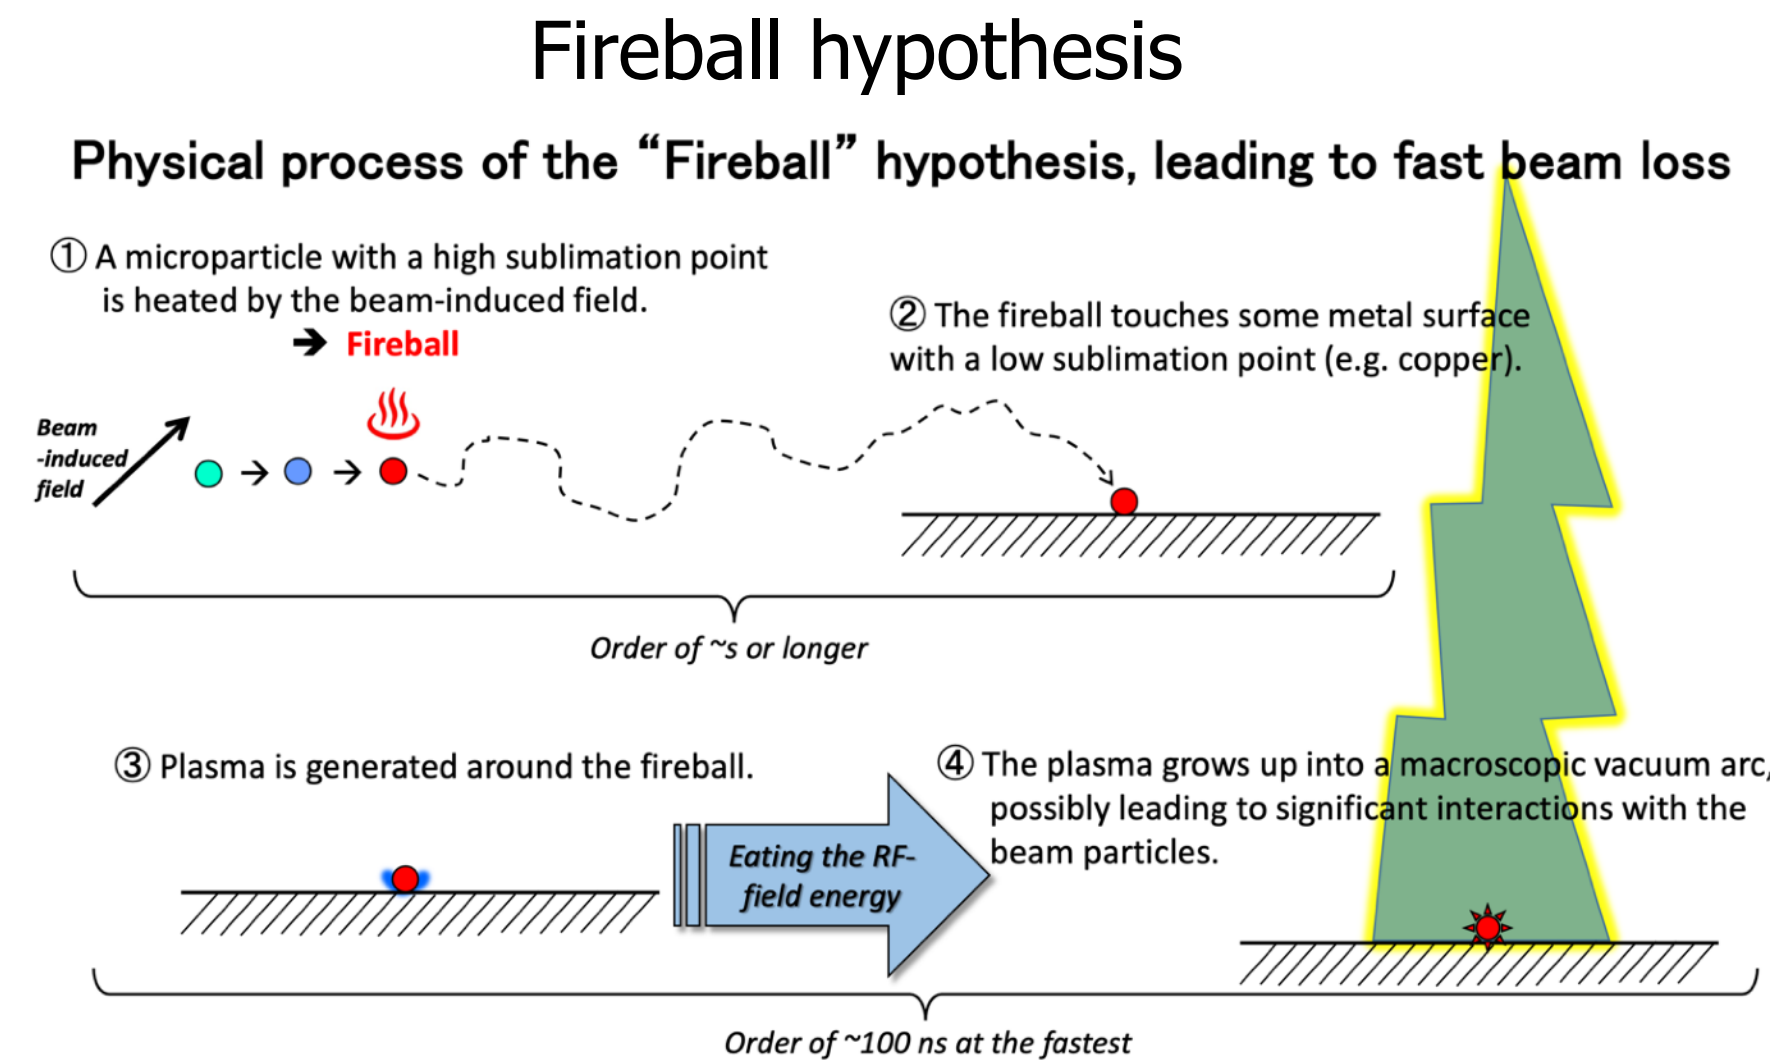 Fireball hypothesis
Physical process of the “Fireball” hypothesis, leading to fast beam loss
① A microparticle with a high sublimation point
is heated by the beam-induced field.
➔ Fireball
② The fireball touches some metal surface
with a low sublimation point (e.g. copper).
Beam
-induced
field
Order of ~s or longer
③ Plasma is generated around the fireball.
④ The plasma grows up into a macroscopic vacuum arc,
possibly leading to significant interactions with the
beam particles.
Eating the RF-
field energy
Order of ~100 ns at the fastest